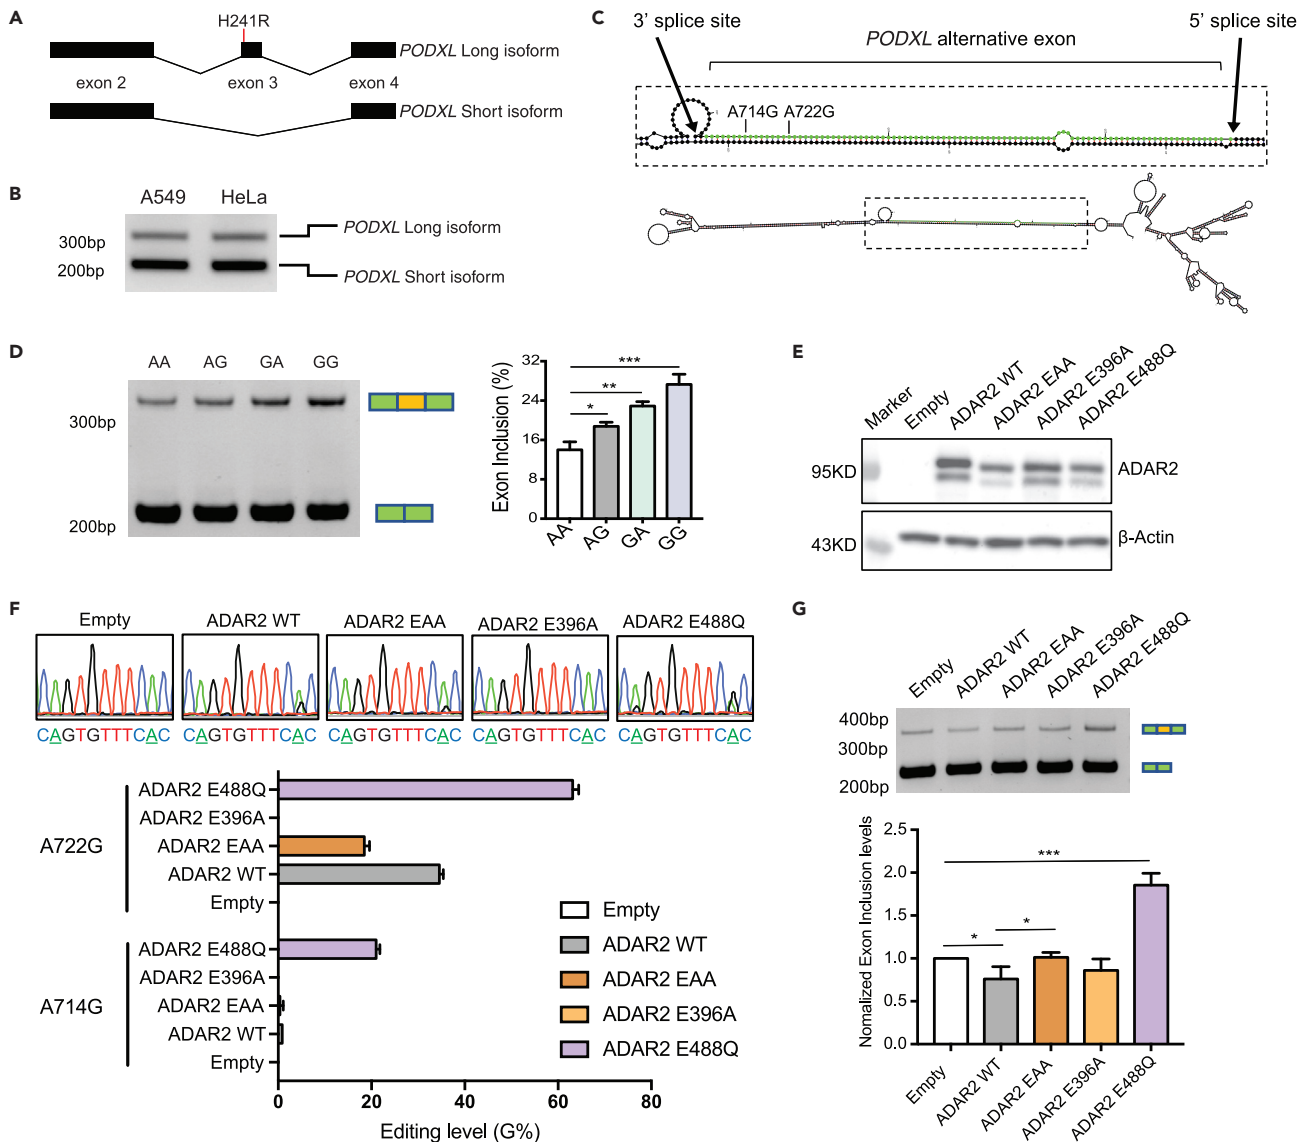 A
H241R
PODXL Long isoform
exon 2
exon 3
exon 4
PODXL Short isoform
B
A549
HeLa
300bp
200bp
PODXL Long isoform
PODXL Short isoform
C
3' splice site
5' splice site
PODXL alternative exon
A714G
A722G
D
AA
AG
GA
GG
300bp
200bp
Exon Inclusion (%)
32
24
16
8
0
*
**
***
AA
AG
GA
GG
E
Marker
Empty
ADAR2 WT
ADAR2 EAA
ADAR2 E396A
ADAR2 E488Q
95KD
ADAR2
43KD
β-Actin
F
Empty
ADAR2 WT
ADAR2 EAA
ADAR2 E396A
ADAR2 E488Q
CAGTGTTTCAC
CAGTGTTTCAC
CAGTGTTTCAC
CAGTGTTTCAC
CAGTGTTTCAC
A722G
ADAR2 E488Q
ADAR2 E396A
ADAR2 EAA
ADAR2 WT
Empty
A714G
ADAR2 E488Q
ADAR2 E396A
ADAR2 EAA
ADAR2 WT
Empty
0
20
40
60
80
Editing level (G%)
Empty
ADAR2 WT
ADAR2 EAA
ADAR2 E396A
ADAR2 E488Q
G
Empty
ADAR2 WT
ADAR2 EAA
ADAR2 E396A
ADAR2 E488Q
400bp
300bp
200bp
Nomalized Exon Inclusion levels
2.5
2.0
1.5
1.0
0.5
0.0
***
*
*
Empty
ADAR2 WT
ADAR2 EAA
ADAR2 E396A
ADAR2 E488Q